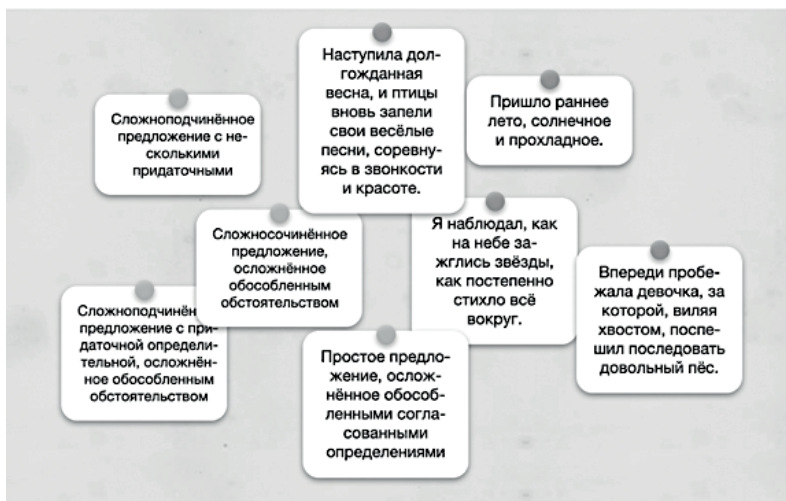 Наступила дол-
гожданная
весна, и птицы
вновь запели
свои весёлые
песни, соревну-
ясь в звонкости
и красоте.
Пришло раннее
лето, солнечное
и прохладное.
Сложноподчинённое
предложение с не-
сколькими
придаточными
Сложносочинённое
предложение,
осложнённое
обособленным
обстоятельством
Я наблюдал, как
на небе за-
жглись звёзды,
как постепенно
стихло всё
вокруг.
Впереди пробе-
жала девочка, за
которой, виляя
хвостом, поспе-
шил последовать
довольный пёс.
Сложноподчинён
предложение с при-
даточной определи-
тельной, осложнён-
ное обособленным
обстоятельством
Простое предло-
жение, ослож-
нённое обособ-
ленными согла-
сованными
определениями